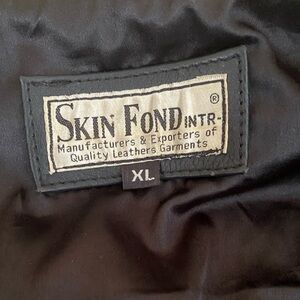 SKIN FOND INTR-
®
Manufacturers & Exporters of
Quality Leathers Garments
XL